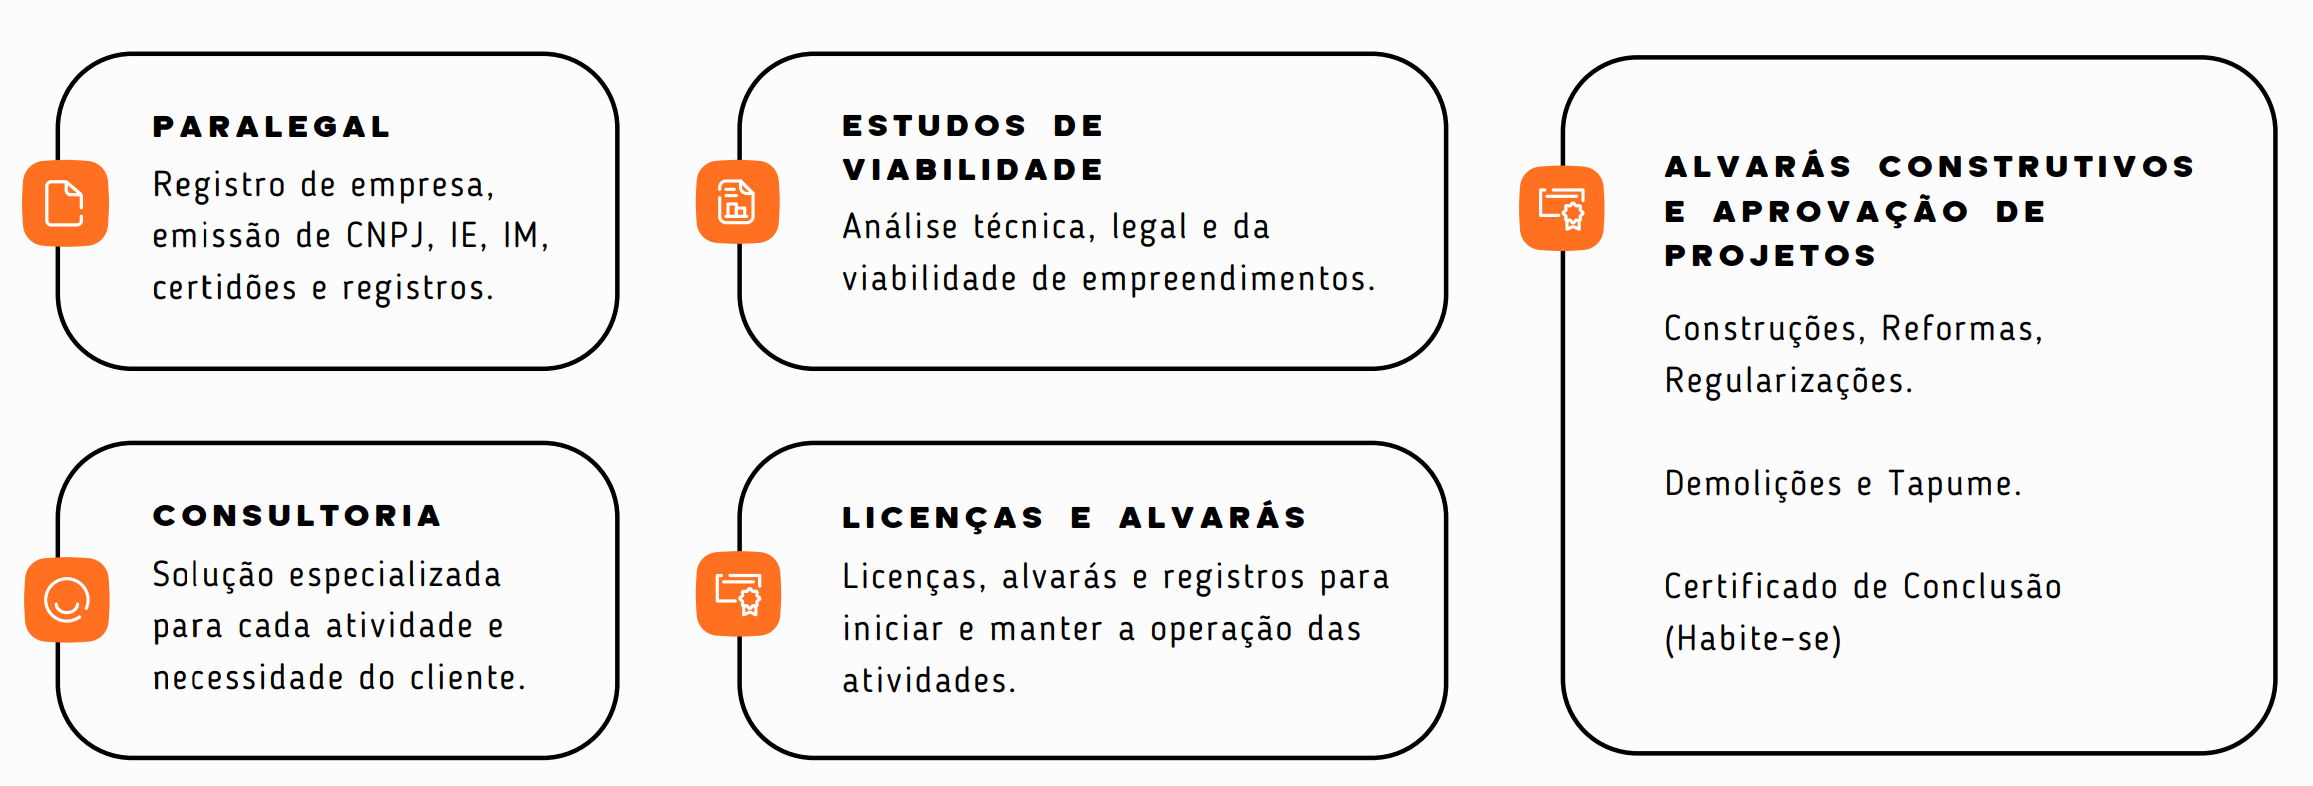 PARALEGAL
Registro de empresa,
emissão de CNPJ, IE, IM,
certidões e registros.
ESTUDOS DE
VIABILIDADE
Análise técnica, legal e da
viabilidade de empreendimentos.
ALVARÁS CONSTRUTIVOS
E APROVAÇÃO DE
PROJETOS
Construções, Reformas,
Regularizações.
Demolições e Tapume.
Certificado de Conclusão
(Habite-se)
CONSULTORIA
Solução especializada
para cada atividade e
necessidade do cliente.
LICENÇAS E ALVARÁS
Licenças, alvarás e registros para
iniciar e manter a operação das
atividades.